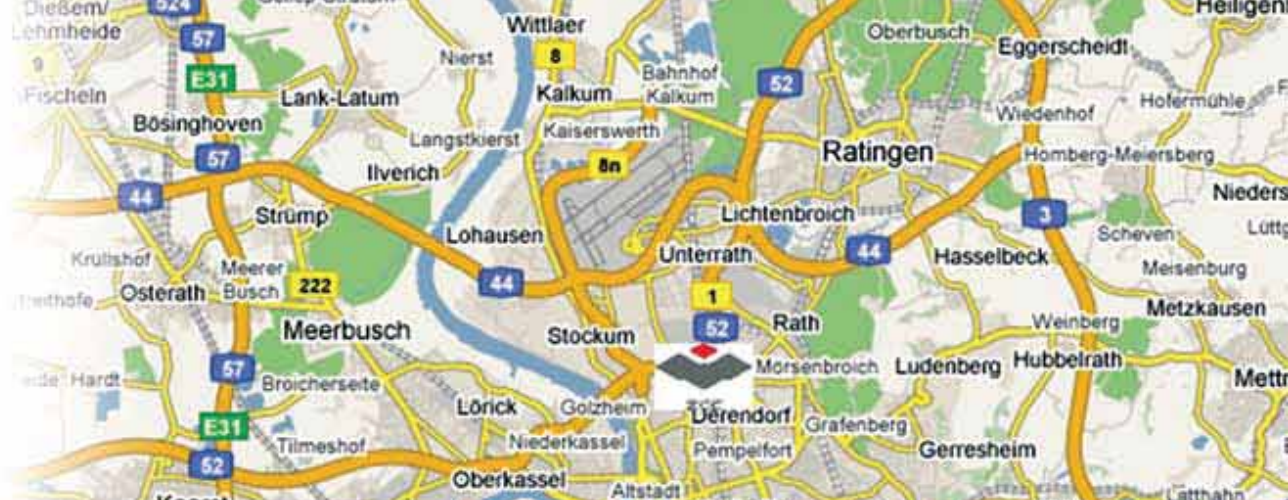 524
Dießem/
Lehmheide
57
9
E31
Fischeln
Lank-Latum
Nierst
Wittlaer
8
Bahnhof
Kalkum
Kalkum
52
Oberbusch
Eggerscheidt
Bösinghoven
Langstkierst
Kaiserswerth
Wiedenhof
Hofermühle
57
Ilverich
8n
Ratingen
Homberg-Meiersberg
44
Strümp
Lichtenbroich
3
Scheven
Krüllshof
Lohausen
Unterrath
44
Hasselbeck
Meisenburg
Meerer
Busch
222
44
Osterath
1
Metzkausen
Meerbusch
Stockum
52
Rath
Weinberg
57
Mörsenbroich
Ludenberg
Hubbelrath
Hardt
Broicherseite
E31
Lörick
Golzheim
Derendorf
Grafenberg
Tilmeshof
Niederkassel
Pempelfort
Gerresheim
52
Oberkassel
Altstadt